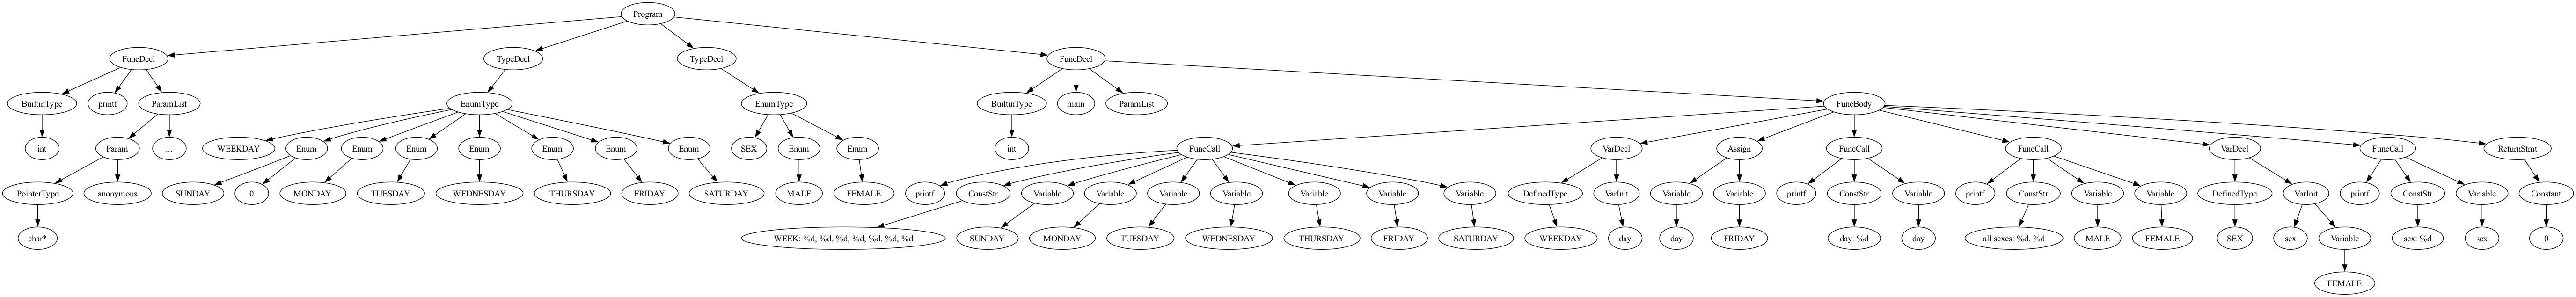 Program
FuncDecl TypeDecl TypeDecl FuncDecl
BuiltinType printf ParamList EnumType EnumType BuiltinType main ParamList FuncBody
int Param ... WEEKDAY Enum Enum Enum Enum Enum Enum Enum SEX Enum Enum int FuncCall VarDecl Assign FuncCall FuncCall VarDecl FuncCall ReturnStmt
PointerType anonymous SUNDAY 0 MONDAY TUESDAY WEDNESDAY THURSDAY FRIDAY SATURDAY MALE FEMALE printf ConstStr Variable Variable Variable Variable Variable Variable Variable DefinedType VarInit Variable Variable printf ConstStr Variable printf ConstStr Variable Variable DefinedType VarInit printf ConstStr Variable Constant
char* WEEK: %d, %d, %d, %d, %d, %d, %d SUNDAY MONDAY TUESDAY WEDNESDAY THURSDAY FRIDAY SATURDAY WEEKDAY day day FRIDAY day: %d day all sexes: %d, %d MALE FEMALE SEX sex Variable sex: %d sex 0
FEMALE